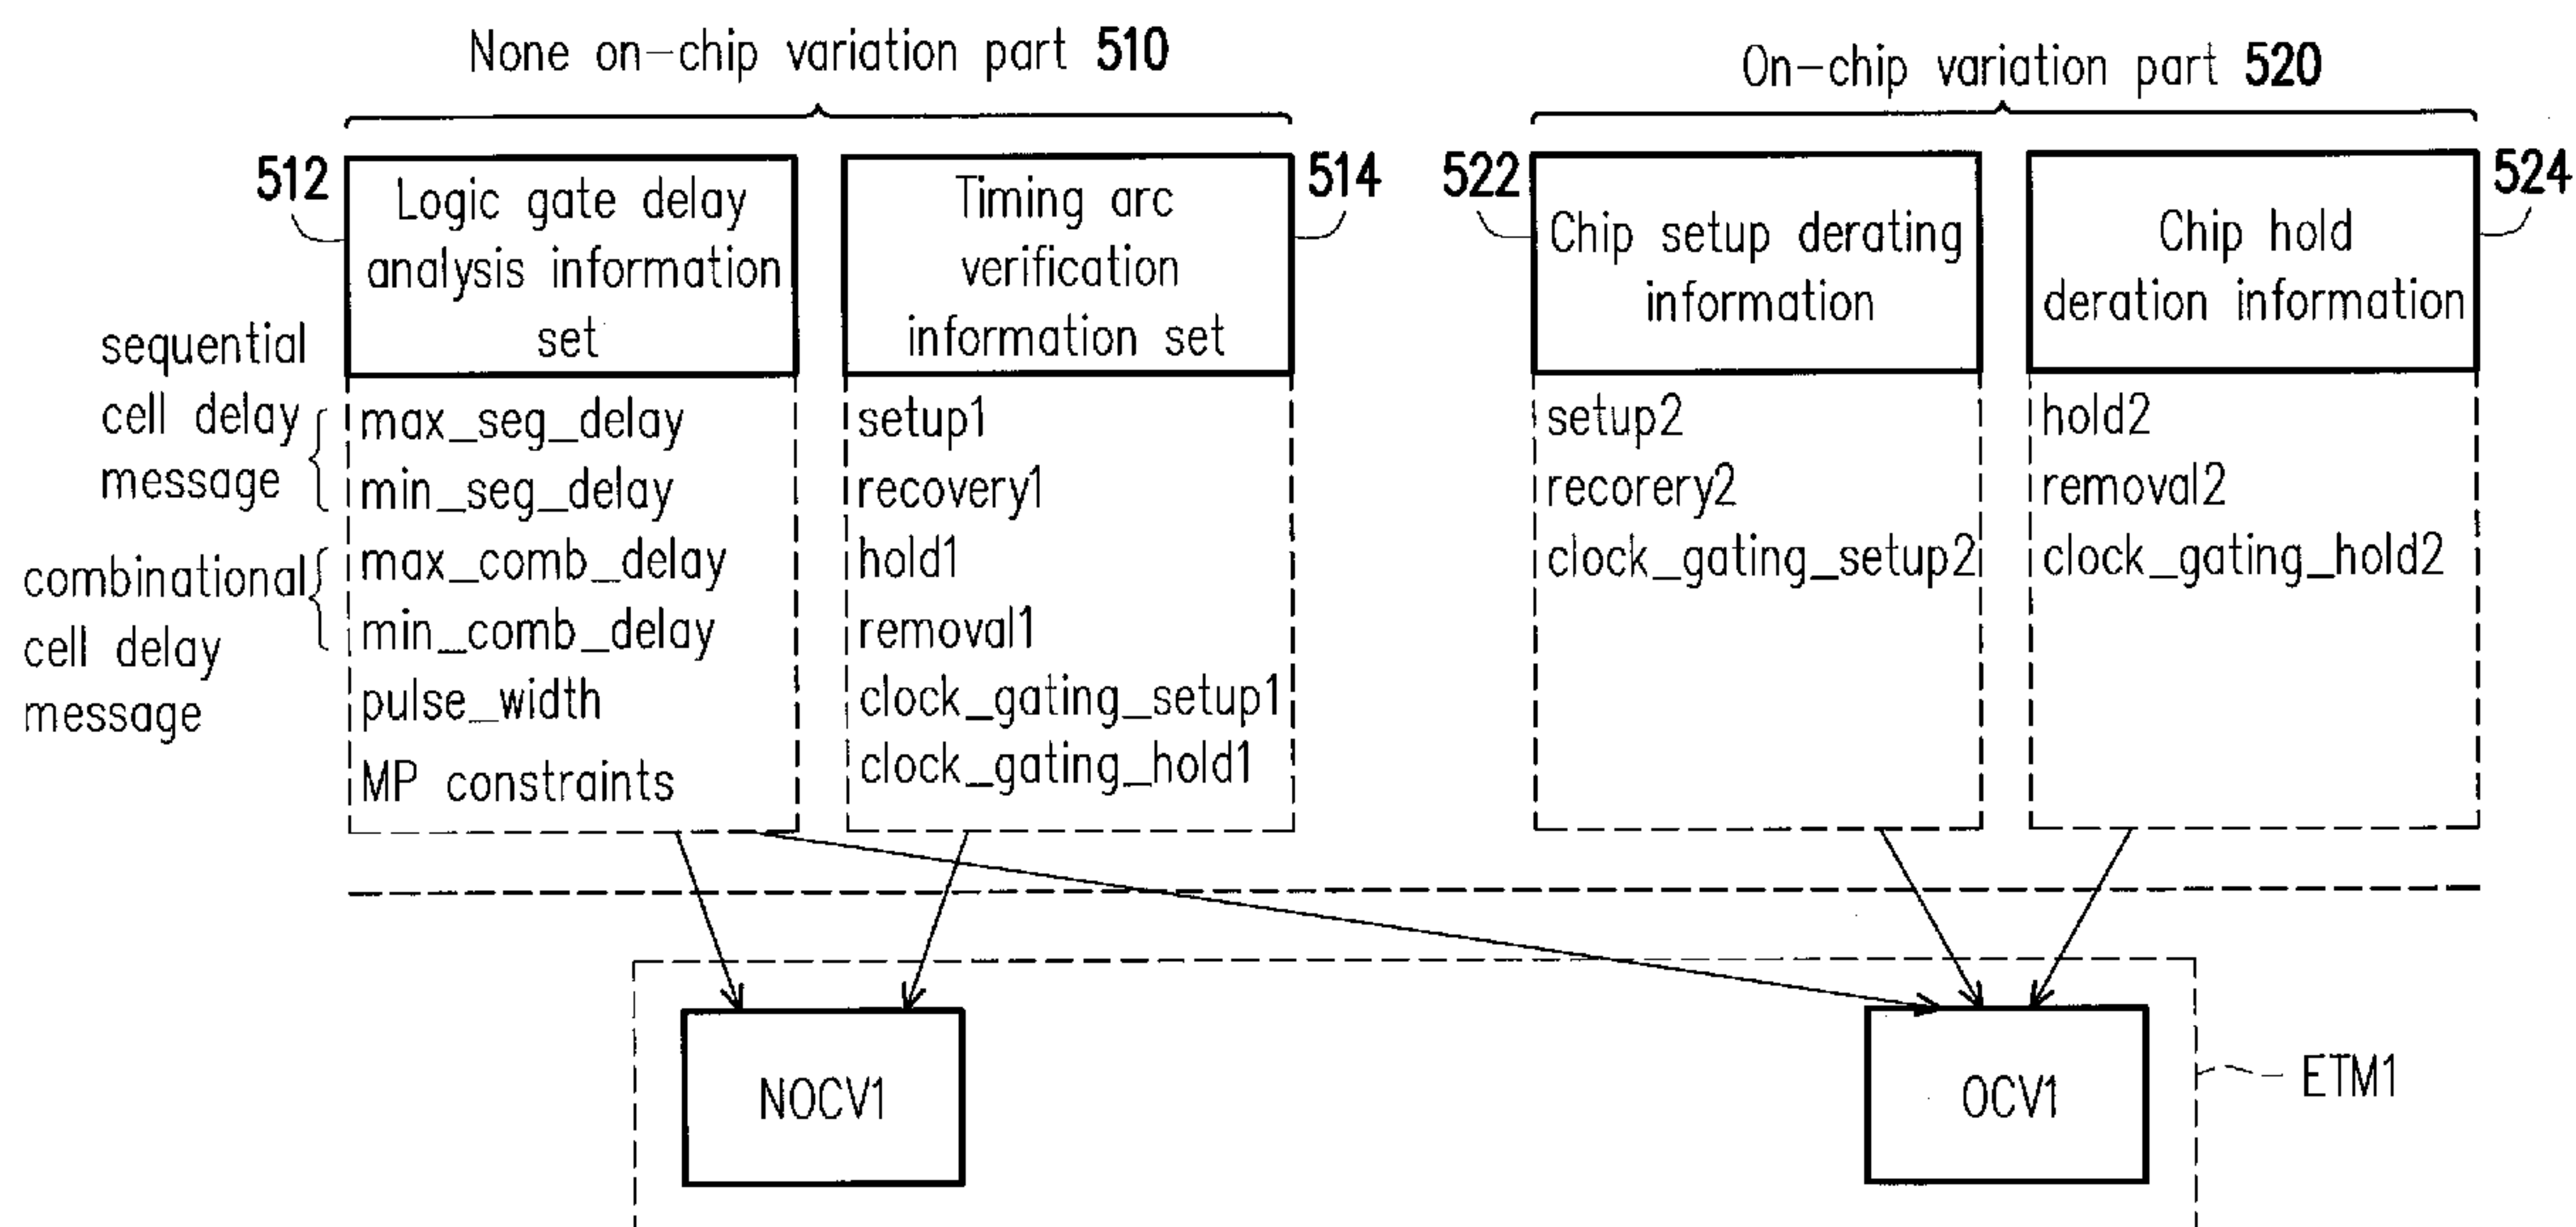 None on-chip variation part 510
On-chip variation part 520
512
Logic gate delay
analysis information
set
Timing arc
verification
information set
514
522
Chip setup derating
information
Chip hold
deration information
524
sequential
cell delay
message
combinational
cell delay
message
max_seg_delay
min_seg_delay
max_comb_delay
min_comb_delay
pulse_width
MP constraints
setup1
recovery1
hold1
removal1
clock_gating_setup1
clock_gating_hold1
setup2
recorery2
clock_gating_setup2
hold2
removal2
clock_gating_hold2
NOCV1
OCV1
ETM1